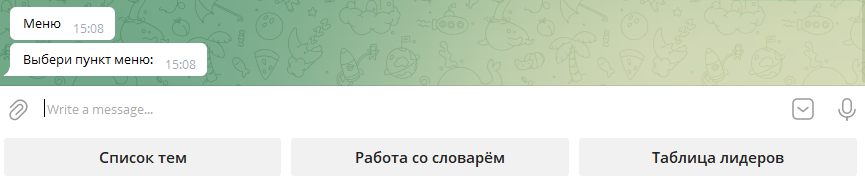 Меню 15:08
Выбери пункт меню: 15:08
Write a message...
Список тем Работа со словарём Таблица лидеров